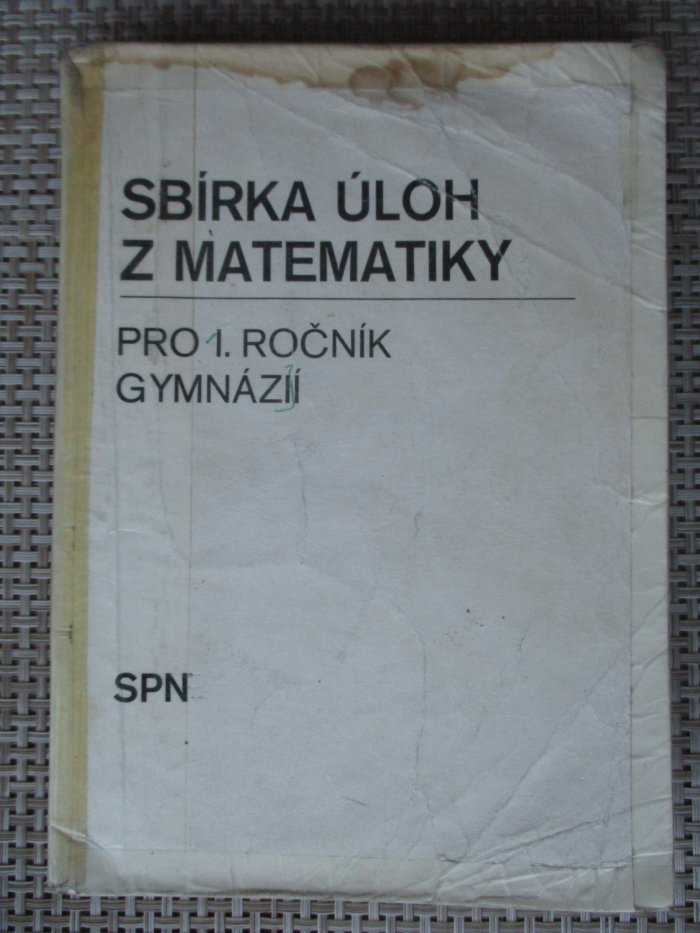 SBÍRKA ÚLOH
Z MATEMATIKY
PRO 1. ROČNÍK
GYMNÁZIÍ
SPN